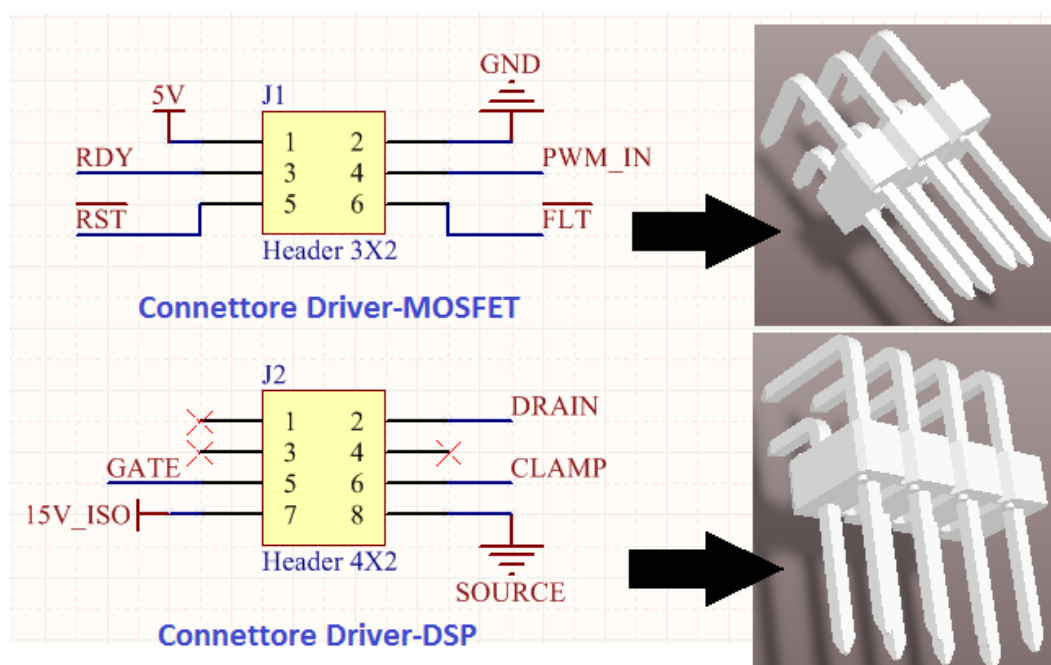 GND
5V
J1
1 2
RDY
PWM_IN
3 4
RST
5 6
FLT
Header 3X2
Connettore Driver-MOSFET
J2
1 2
DRAIN
3 4
GATE
5 6
CLAMP
15V_ISO
7 8
Header 4X2
SOURCE
Connettore Driver-DSP